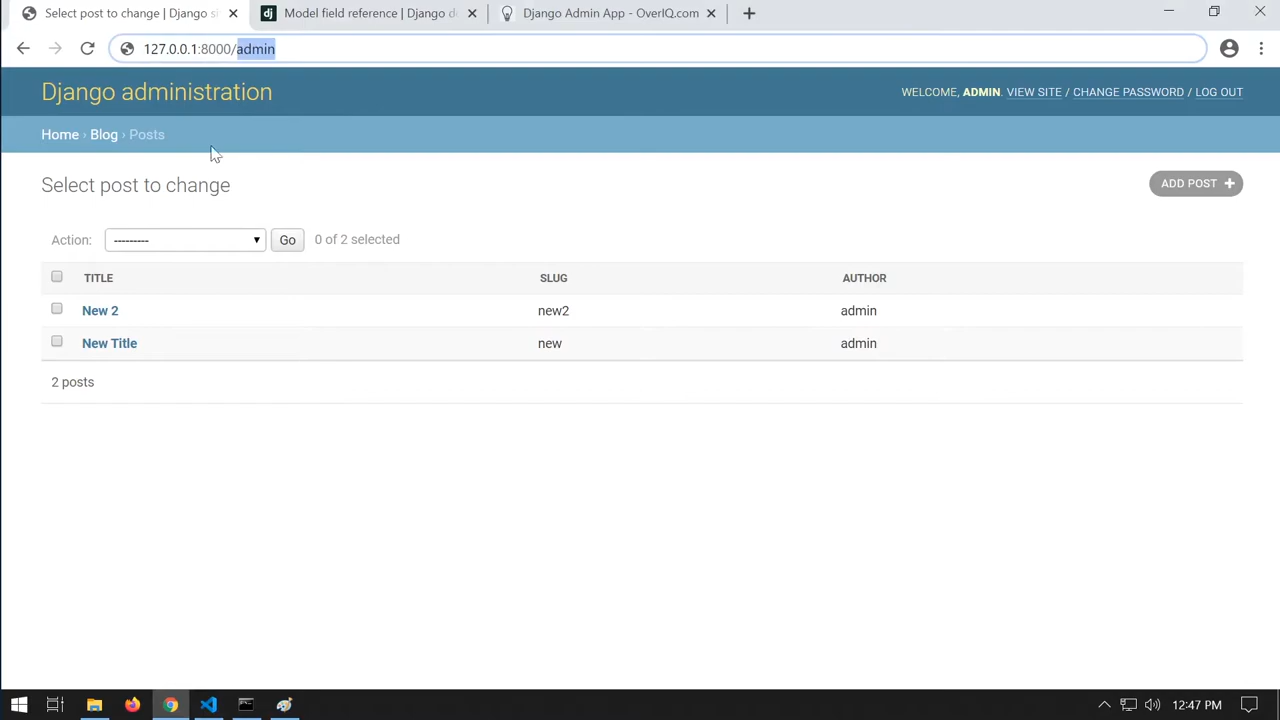 Select post to change | Django s
Model field reference | Django d
Django Admin App - OverIQ.com
127.0.0.1:8000/admin
Django administration
WELCOME, ADMIN. VIEW SITE / CHANGE PASSWORD / LOG OUT
Home › Blog › Posts
Select post to change
ADD POST +
Action: --------- Go 0 of 2 selected
TITLE SLUG AUTHOR
New 2 new2 admin
New Title new admin
2 posts
12:47 PM